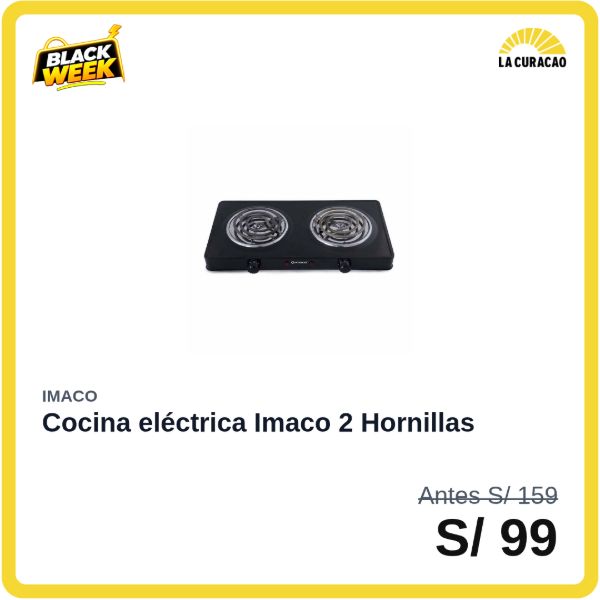 BLACK
WEEK
LA CURACAO
IMACO
Cocina eléctrica Imaco 2 Hornillas
Antes S/ 159
S/ 99